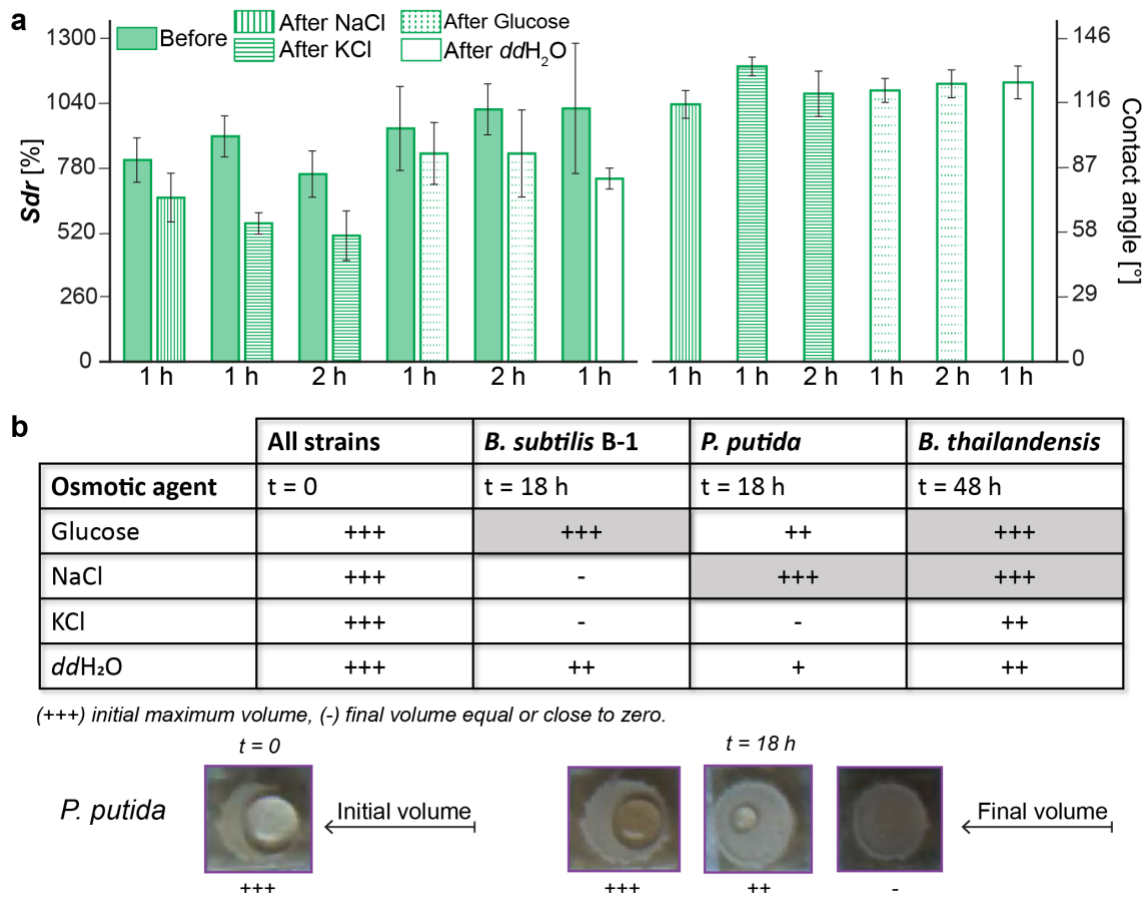 a
1300
1040
780
520
260
0
Sdr [%]
Before
After NaCl
After KCl
After Glucose
After ddH₂O
1 h 1 h 2 h 1 h 2 h 1 h
1 h 1 h 2 h 1 h 2 h 1 h
146
116
87
58
29
0
Contact angle [°]
b
All strains B. subtilis B-1 P. putida B. thailandensis
Osmotic agent t = 0 t = 18 h t = 18 h t = 48 h
Glucose +++ +++ ++ +++
NaCl +++ - +++ +++
KCl +++ - - ++
ddH₂O +++ ++ + ++
(+++) initial maximum volume, (-) final volume equal or close to zero.
t = 0 t = 18 h
P. putida Initial volume Final volume
+++ +++ ++ -